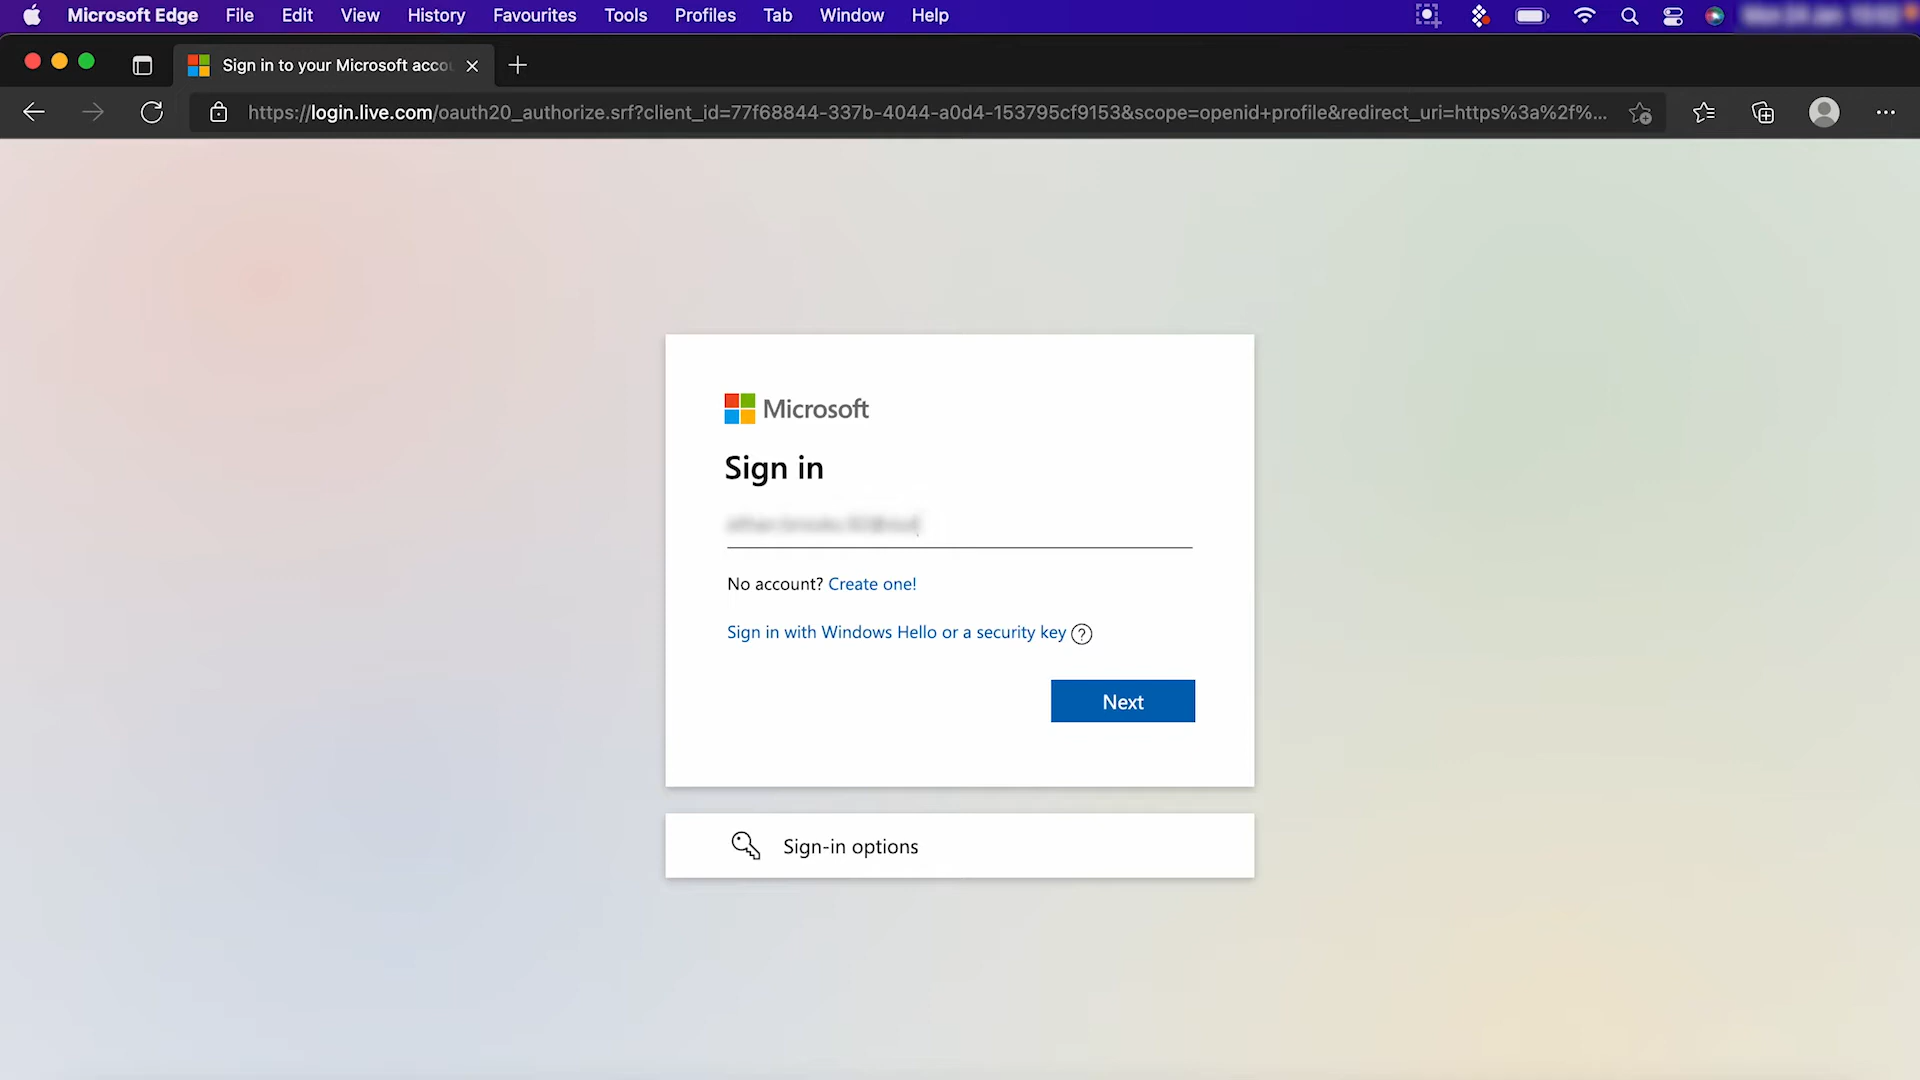 Microsoft Edge File Edit View History Favourites Tools Profiles Tab Window Help
Sign in to your Microsoft acco
https://login.live.com/oauth20_authorize.srf?client_id=77f68844-337b-4044-a0d4-153795cf9153&scope=openid+profile&redirect_uri=https%3a%2f%...
Microsoft
Sign in
No account? Create one!
Sign in with Windows Hello or a security key ?
Next
Sign-in options